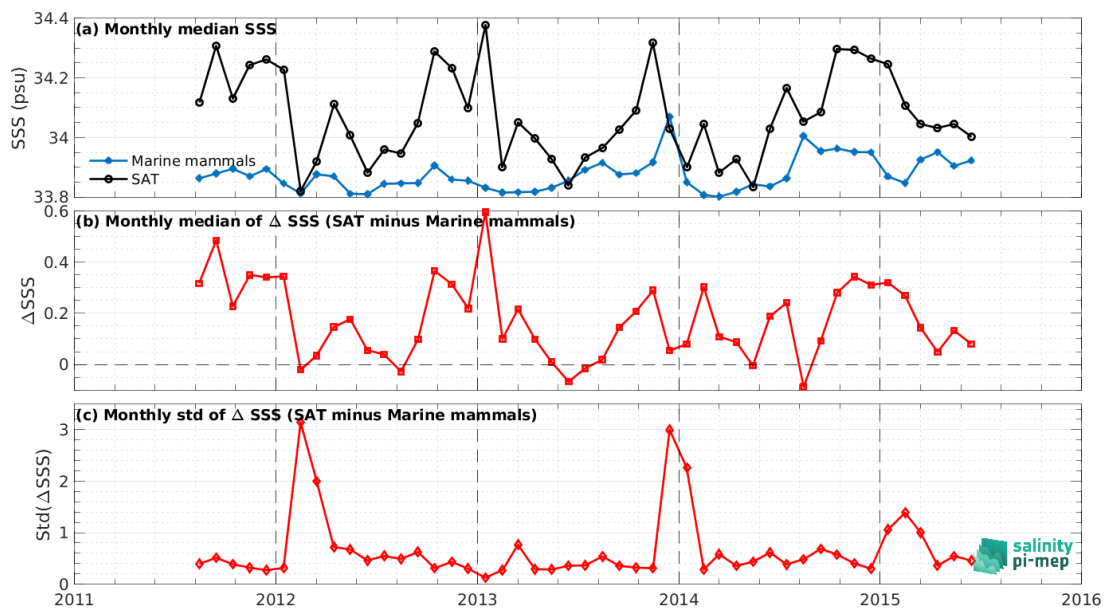 (a) Monthly median SSS
34.4
34.2
34
33.8
SSS (psu)
Marine mammals
SAT
(b) Monthly median of Δ SSS (SAT minus Marine mammals)
0.6
0.4
0.2
0
ΔSSS
(c) Monthly std of Δ SSS (SAT minus Marine mammals)
3
2
1
0
Std(ΔSSS)
2011 2012 2013 2014 2015 2016
salinity
pi-mep